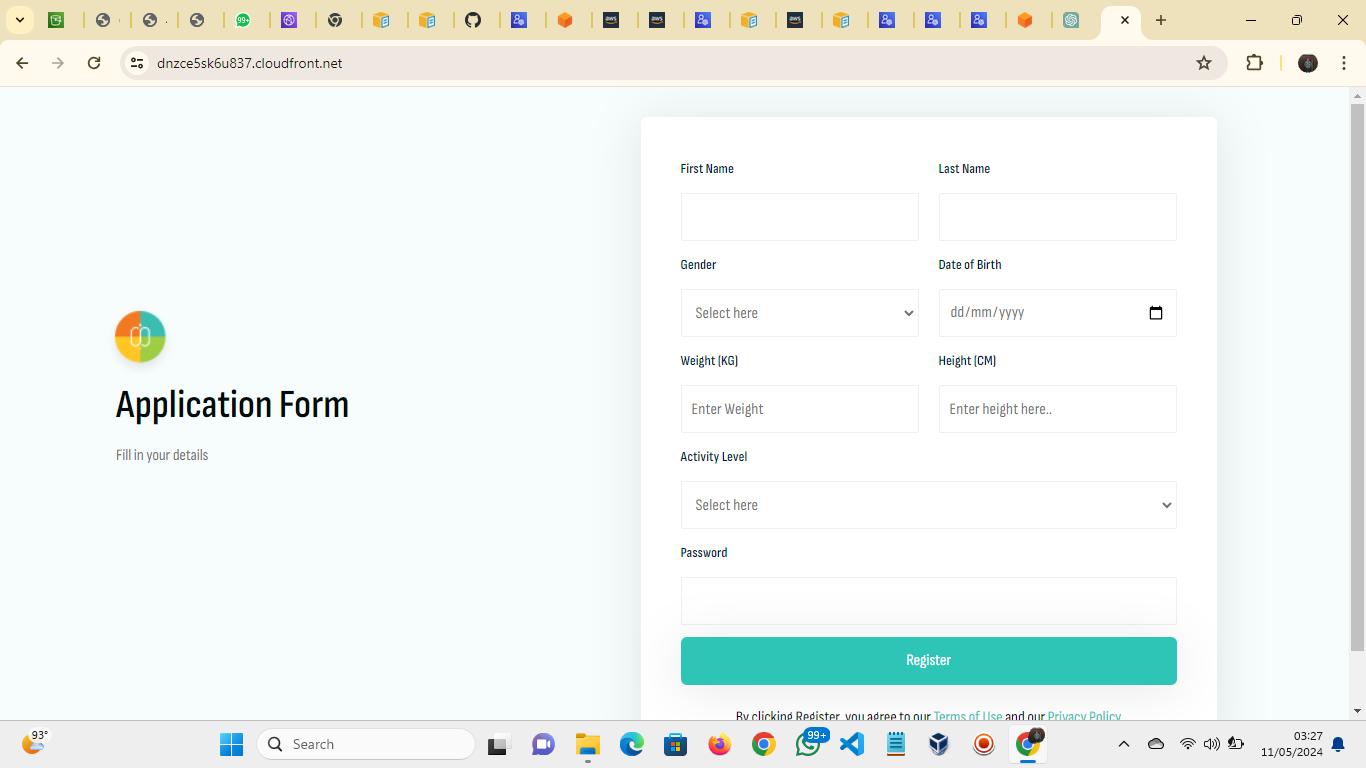 99+
aws
aws
aws
dnzce5sk6u837.cloudfront.net
First Name
Last Name
Gender
Date of Birth
Select here
dd/mm/yyyy
Weight (KG)
Height (CM)
Enter Weight
Enter height here..
Application Form
Fill in your details
Activity Level
Select here
Password
Register
By clicking Register, you agree to our Terms of Use and our Privacy Policy
93°
Search
99+
03:27
11/05/2024